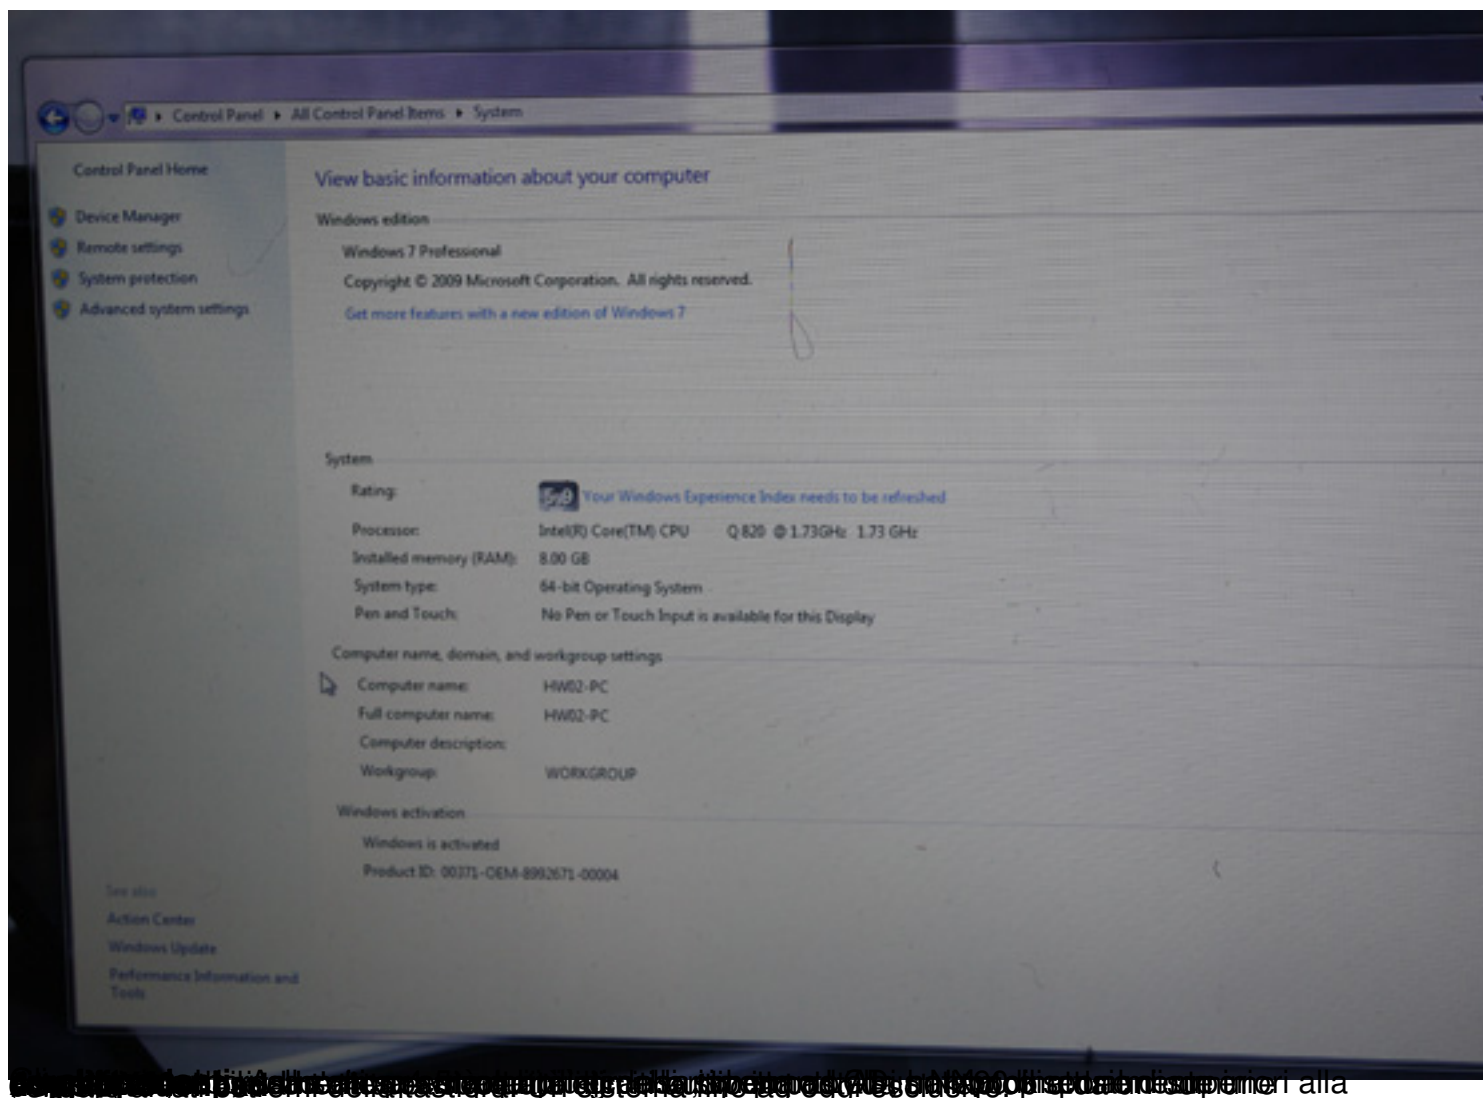 Control Panel ▸ All Control Panel Items ▸ System
Control Panel Home
Device Manager
Remote settings
System protection
Advanced system settings
View basic information about your computer
Windows edition
Windows 7 Professional
Copyright © 2009 Microsoft Corporation. All rights reserved.
Get more features with a new edition of Windows 7
System
Rating: 5.9 Your Windows Experience Index needs to be refreshed
Processor: Intel(R) Core(TM) CPU Q 820 @ 1.73GHz 1.73 GHz
Installed memory (RAM): 8.00 GB
System type: 64-bit Operating System
Pen and Touch: No Pen or Touch Input is available for this Display
Computer name, domain, and workgroup settings
Computer name: HW02-PC
Full computer name: HW02-PC
Computer description:
Workgroup: WORKGROUP
Windows activation
Windows is activated
Product ID: 00371-OEM-8992671-00004
See also
Action Center
Windows Update
Performance Information and
Tools
alla